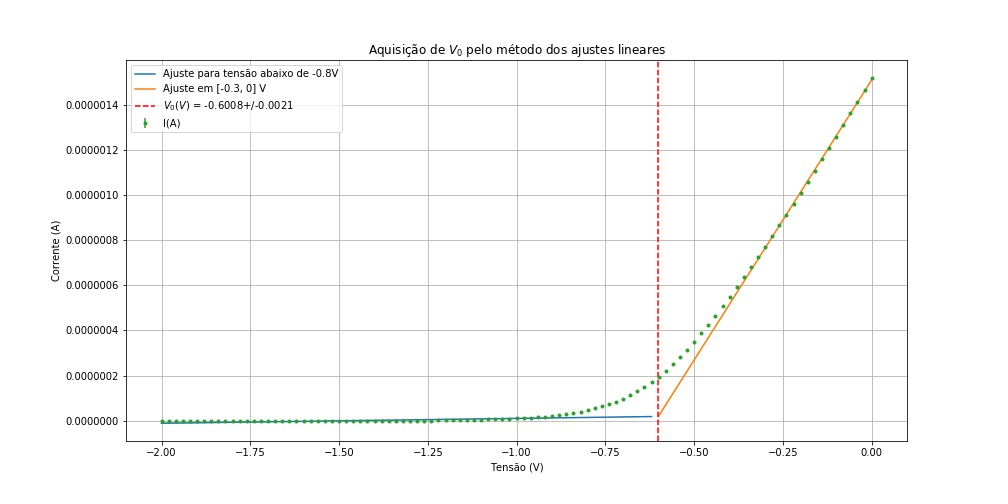 Aquisição de V₀ pelo método dos ajustes lineares
Ajuste para tensão abaixo de -0.8V
Ajuste em [-0.3, 0] V
V₀(V) = -0.6008+/-0.0021
I(A)
Corrente (A)
0.0000014
0.0000012
0.0000010
0.0000008
0.0000006
0.0000004
0.0000002
0.0000000
−2.00 −1.75 −1.50 −1.25 −1.00 −0.75 −0.50 −0.25 0.00
Tensão (V)